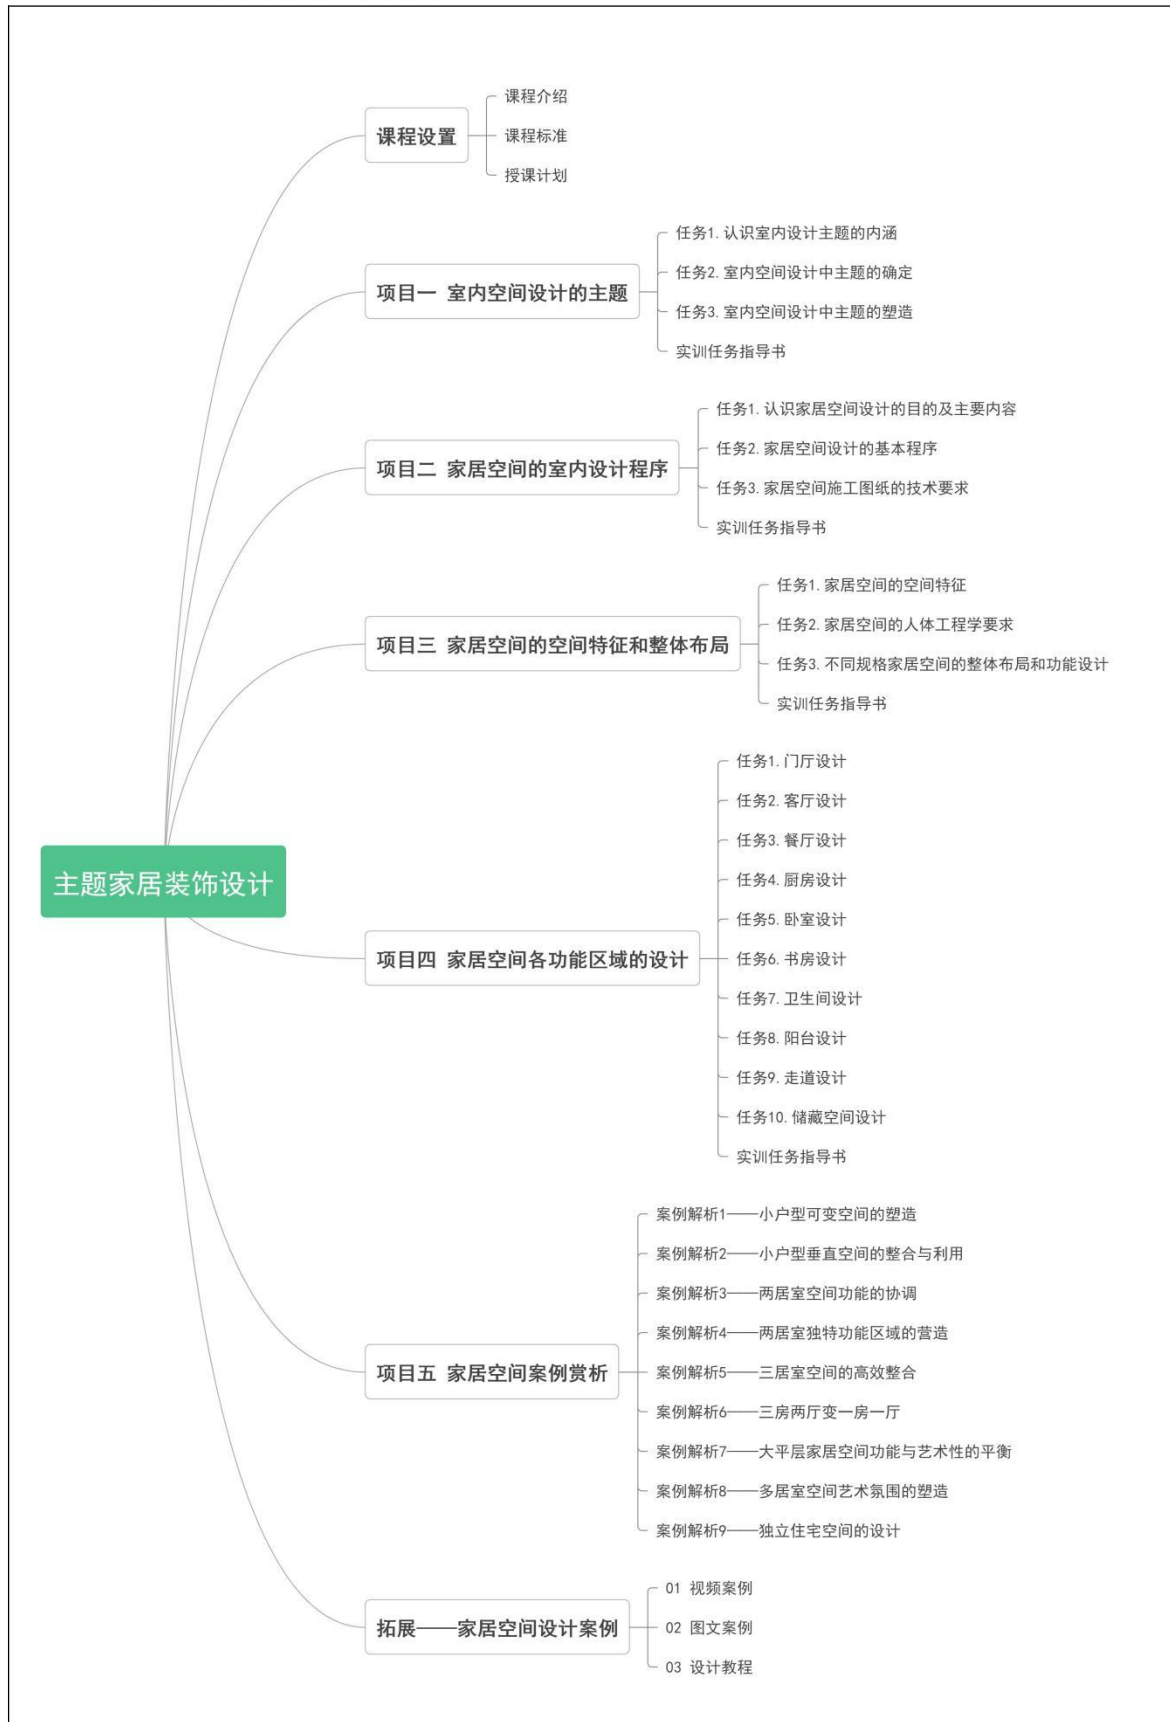 课程设置
课程介绍
课程标准
授课计划
项目一 室内空间设计的主题
任务1.认识室内设计主题的内涵
任务2.室内空间设计中主题的确定
任务3.室内空间设计中主题的塑造
实训任务指导书
项目二 家居空间的室内设计程序
任务1.认识家居空间设计的目的及主要内容
任务2.家居空间设计的基本程序
任务3.家居空间施工图纸的技术要求
实训任务指导书
项目三 家居空间的空间特征和整体布局
任务1.家居空间的空间特征
任务2.家居空间的人体工程学要求
任务3.不同规格家居空间的整体布局和功能设计
实训任务指导书
主题家居装饰设计
项目四 家居空间各功能区域的设计
任务1.门厅设计
任务2.客厅设计
任务3.餐厅设计
任务4.厨房设计
任务5.卧室设计
任务6.书房设计
任务7.卫生间设计
任务8.阳台设计
任务9.走道设计
任务10.储藏空间设计
实训任务指导书
项目五 家居空间案例赏析
案例解析1——小户型可变空间的塑造
案例解析2——小户型垂直空间的整合与利用
案例解析3——两居室空间功能的协调
案例解析4——两居室独特功能区域的营造
案例解析5——三居室空间的高效整合
案例解析6——三房两厅变一房一厅
案例解析7——大平层家居空间功能与艺术性的平衡
案例解析8——多居室空间艺术氛围的塑造
案例解析9——独立住宅空间的设计
拓展——家居空间设计案例
01 视频案例
02 图文案例
03 设计教程